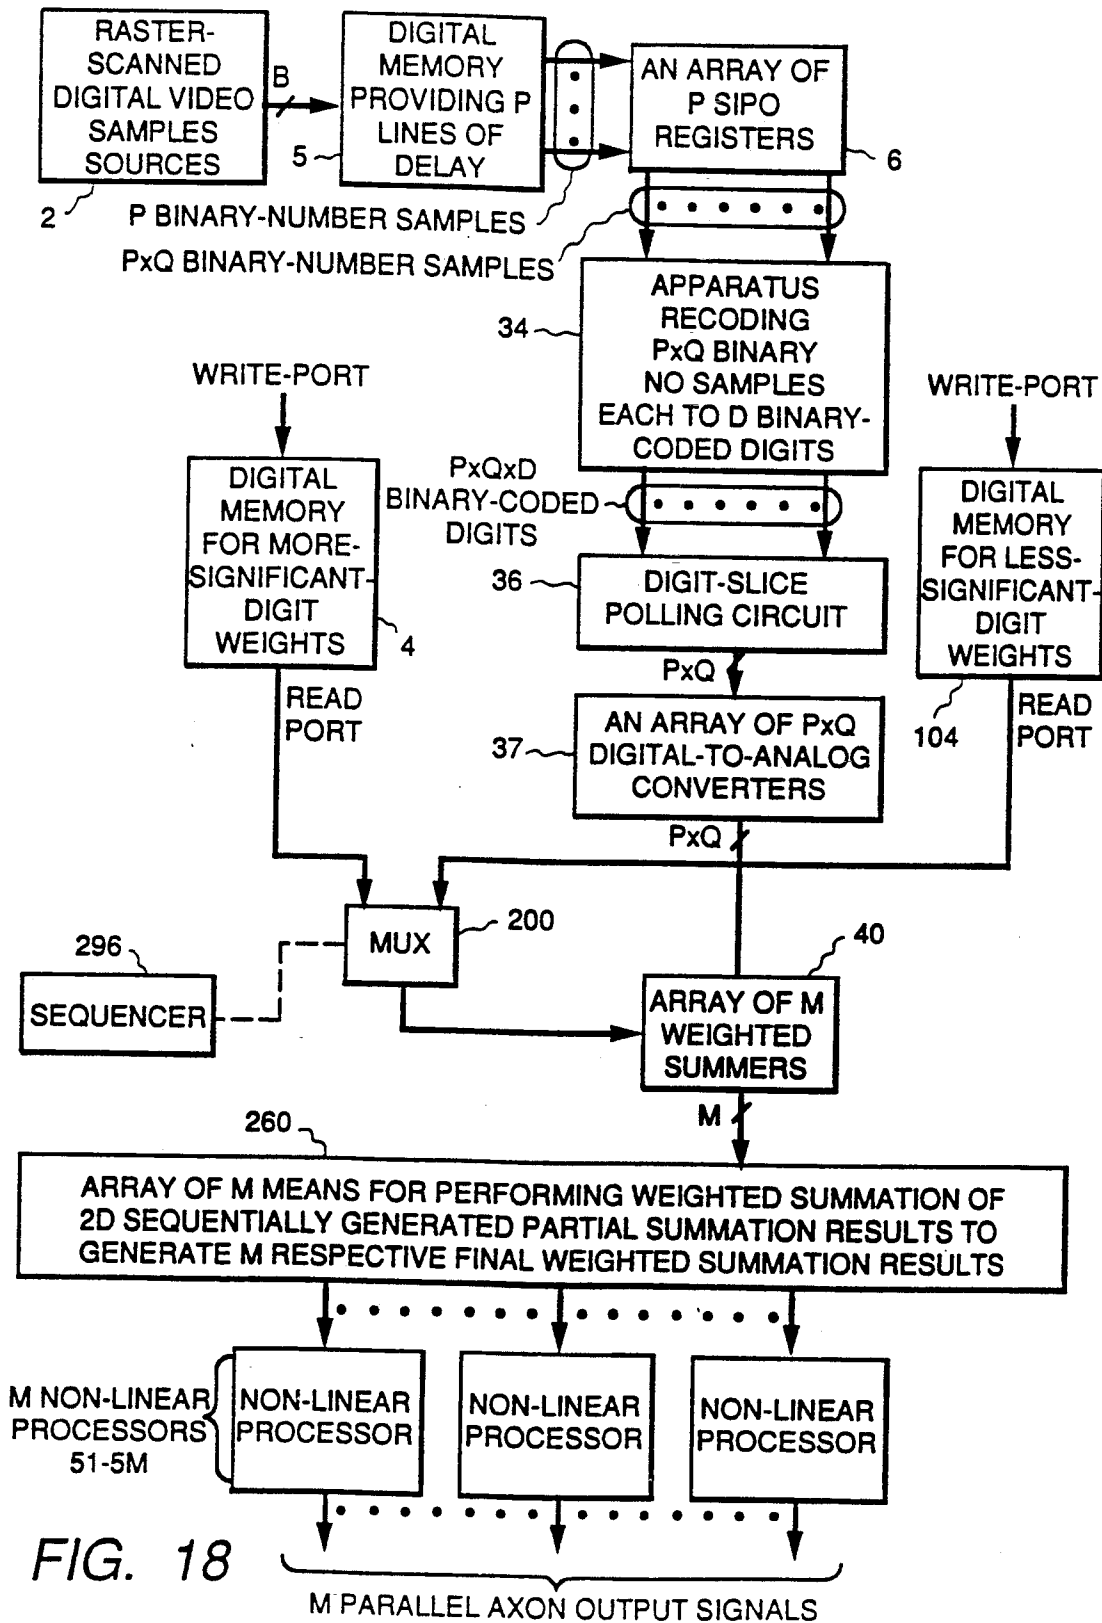 RASTER-
SCANNED
DIGITAL VIDEO
SAMPLES
SOURCES
2
B
DIGITAL
MEMORY
PROVIDING P
LINES OF
DELAY
5
AN ARRAY OF
P SIPO
REGISTERS
6
P BINARY-NUMBER SAMPLES
PxQ BINARY-NUMBER SAMPLES
34
APPARATUS
RECODING
PxQ BINARY
NO SAMPLES
EACH TO D BINARY-
CODED DIGITS
WRITE-PORT
DIGITAL
MEMORY
FOR MORE-
SIGNIFICANT-
DIGIT
WEIGHTS
4
READ
PORT
PxQxD
BINARY-CODED
DIGITS
36
DIGIT-SLICE
POLLING CIRCUIT
PxQ
37
AN ARRAY OF PxQ
DIGITAL-TO-ANALOG
CONVERTERS
PxQ
WRITE-PORT
DIGITAL
MEMORY
FOR LESS-
SIGNIFICANT-
DIGIT
WEIGHTS
104
READ
PORT
MUX
200
296
SEQUENCER
40
ARRAY OF M
WEIGHTED
SUMMERS
M
260
ARRAY OF M MEANS FOR PERFORMING WEIGHTED SUMMATION OF
2D SEQUENTIALLY GENERATED PARTIAL SUMMATION RESULTS TO
GENERATE M RESPECTIVE FINAL WEIGHTED SUMMATION RESULTS
M NON-LINEAR
PROCESSORS
51-5M
NON-LINEAR
PROCESSOR
NON-LINEAR
PROCESSOR
NON-LINEAR
PROCESSOR
FIG. 18
M PARALLEL AXON OUTPUT SIGNALS